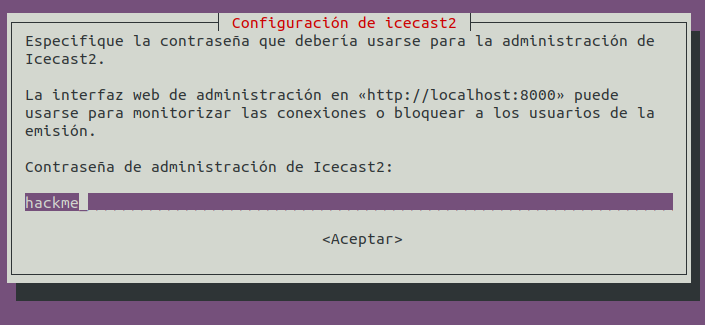 Configuración de icecast2
Especifique la contraseña que debería usarse para la administración de
Icecast2.
La interfaz web de administración en «http://localhost:8000» puede
usarse para monitorizar las conexiones o bloquear a los usuarios de la
emisión.
Contraseña de administración de Icecast2:
hackme
<Aceptar>